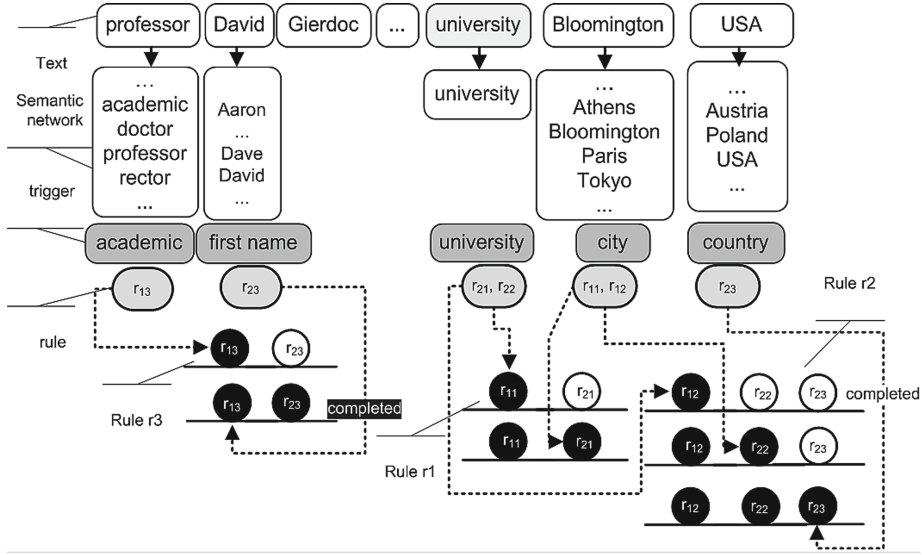 professor David Gierdoc ... university Bloomington USA
Text
Semantic
network
trigger
...
academic
doctor
professor
rector
...
Aaron
...
Dave
David
...
university
...
Athens
Bloomington
Paris
Tokyo
...
...
Austria
Poland
USA
...
academic first name university city country
r13 r23 r21, r22 r11, r12 r23
Rule r2
rule
r13 r23
Rule r3
r13 r23
completed
r11 r21
r11 r21
Rule r1
r12 r22 r23
completed
r12 r22 r23
r12 r22 r23